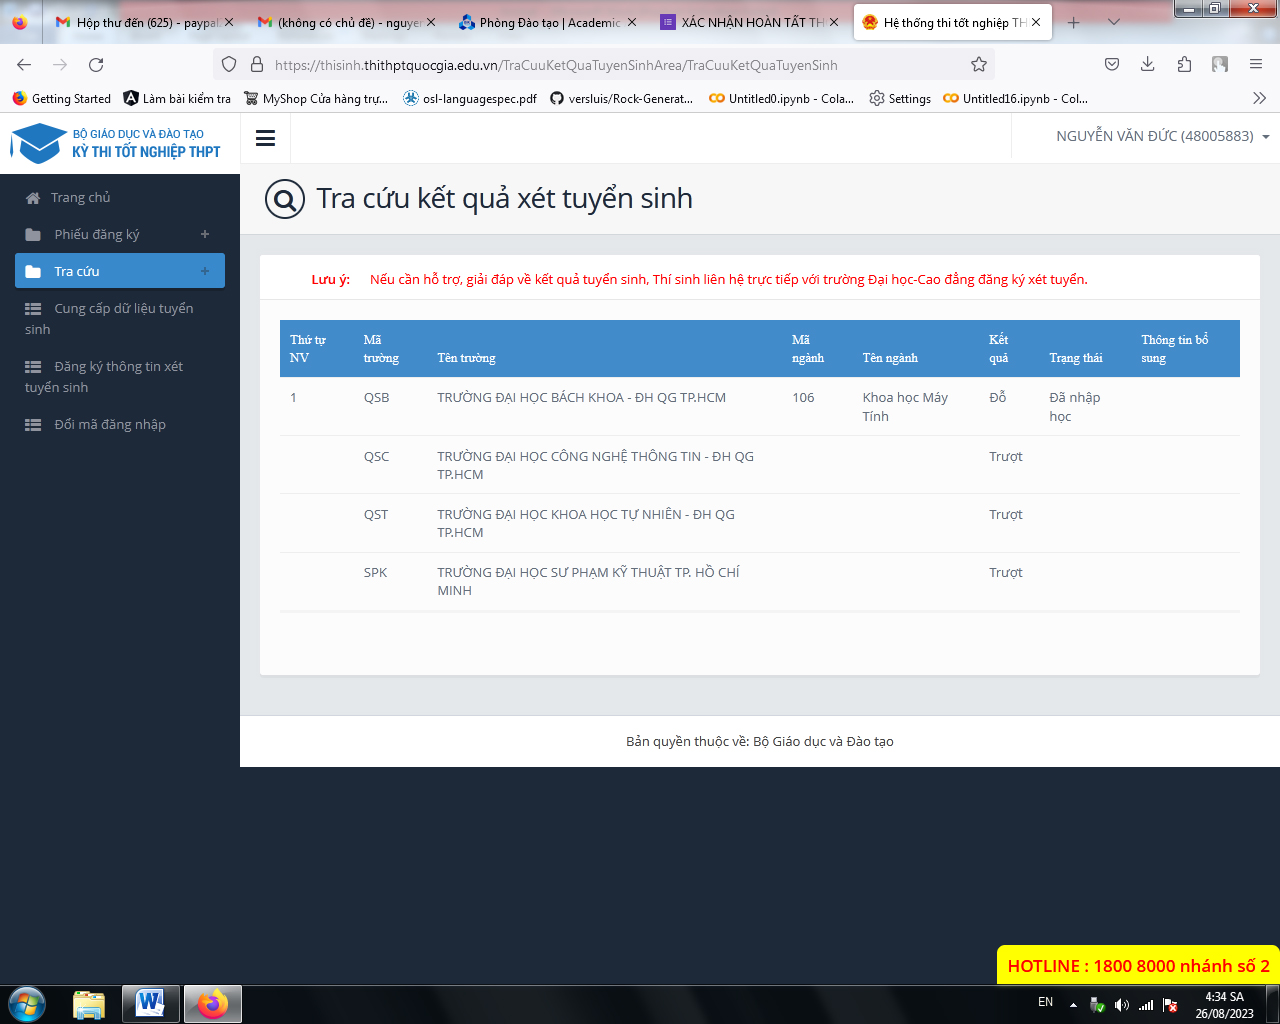 Hộp thư đến (625) - paypal
(không có chủ đề) - nguyen
Phòng Đào tạo | Academic
XÁC NHẬN HOÀN TẤT TH
Hệ thống thi tốt nghiệp TH
https://thisinh.thithptquocgia.edu.vn/TraCuuKetQuaTuyenSinhArea/TraCuuKetQuaTuyenSinh
Getting Started
Làm bài kiểm tra
MyShop Cửa hàng trự...
osl-languagespec.pdf
versluis/Rock-Generat...
Untitled0.ipynb - Cola...
Settings
Untitled16.ipynb - Col...
BỘ GIÁO DỤC VÀ ĐÀO TẠO
KỲ THI TỐT NGHIỆP THPT
NGUYỄN VĂN ĐỨC (48005883)
Trang chủ
Phiếu đăng ký
Tra cứu
Cung cấp dữ liệu tuyển
sinh
Đăng ký thông tin xét
tuyển sinh
Đổi mã đăng nhập
Tra cứu kết quả xét tuyển sinh
Lưu ý: Nếu cần hỗ trợ, giải đáp về kết quả tuyển sinh, Thí sinh liên hệ trực tiếp với trường Đại học-Cao đẳng đăng ký xét tuyển.
Thứ tự NV Mã trường Tên trường Mã ngành Tên ngành Kết quả Trạng thái Thông tin bổ sung
1 QSB TRƯỜNG ĐẠI HỌC BÁCH KHOA - ĐH QG TP.HCM 106 Khoa học Máy Tính Đỗ Đã nhập học
QSC TRƯỜNG ĐẠI HỌC CÔNG NGHỆ THÔNG TIN - ĐH QG TP.HCM Trượt
QST TRƯỜNG ĐẠI HỌC KHOA HỌC TỰ NHIÊN - ĐH QG TP.HCM Trượt
SPK TRƯỜNG ĐẠI HỌC SƯ PHẠM KỸ THUẬT TP. HỒ CHÍ MINH Trượt
Bản quyền thuộc về: Bộ Giáo dục và Đào tạo
HOTLINE : 1800 8000 nhánh số 2
EN
4:34 SA
26/08/2023